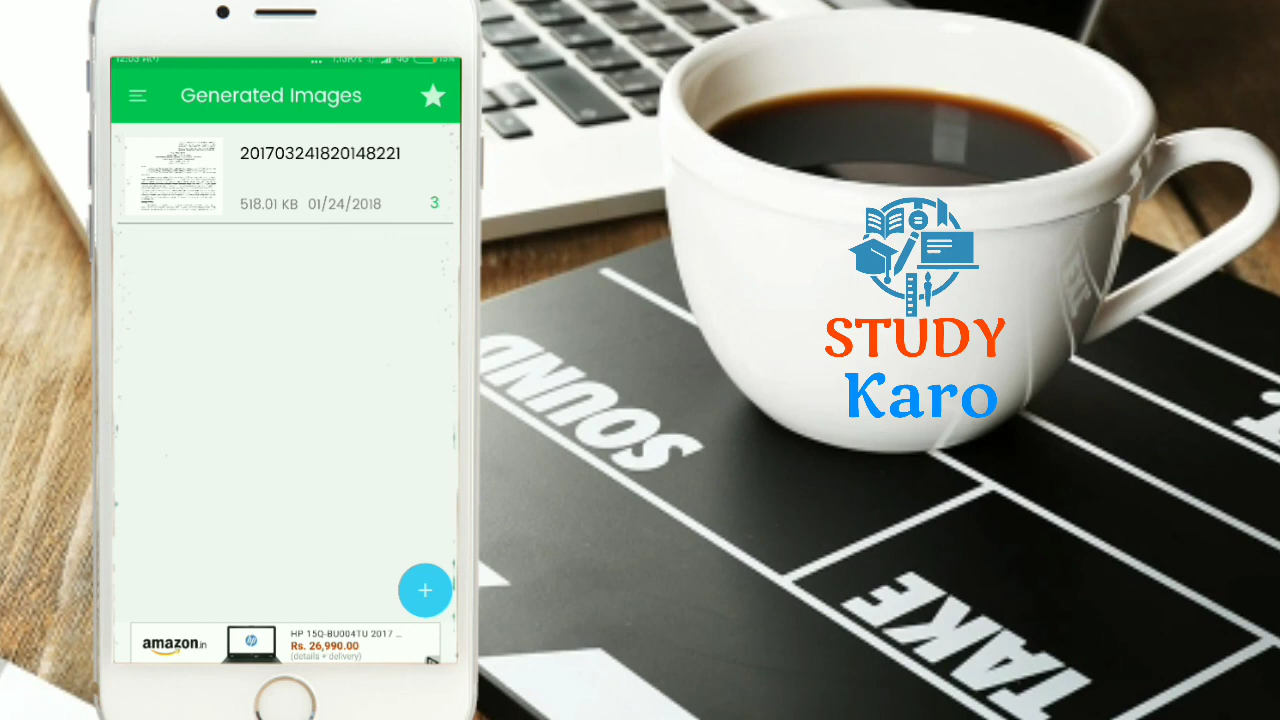 Generated Images
201703241820148221
518.01 KB 01/24/2018 3
amazon.in
HP 15Q-BU004TU 2017 ...
Rs. 26,990.00
(details + delivery)
STUDY
Karo
SOUND
TAKE